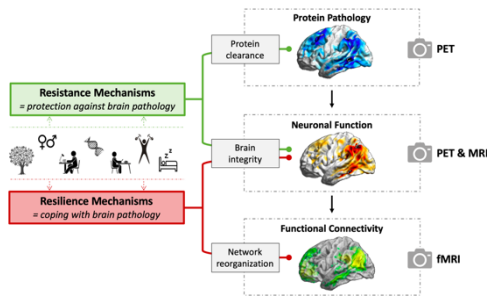 Protein Pathology
Protein
clearance
PET
Resistance Mechanisms
= protection against brain pathology
Neuronal Function
Brain
integrity
PET & MRI
Z
Z
Z
Resilience Mechanisms
= coping with brain pathology
Functional Connectivity
Network
reorganization
fMRI